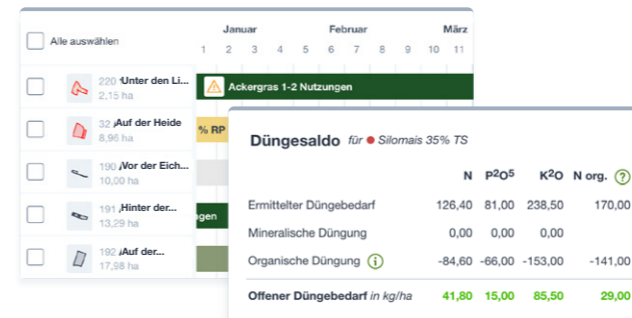 Januar Februar März
Alle auswählen
1 2 3 4 5 6 7 8 9 10 11
220 Unter den Li...
2,15 ha
Ackergras 1-2 Nutzungen
32 Auf der Heide
8,96 ha
% RP
190 Vor der Eich...
10,00 ha
191 Hinter der...
13,29 ha
gen
192 Auf der...
17,98 ha
Düngesaldo für Silomais 35% TS
N P²O⁵ K²O N org. ?
Ermittelter Düngebedarf 126,40 81,00 238,50 170,00
Mineralische Düngung 0,00 0,00 0,00
Organische Düngung i -84,60 -66,00 -153,00 -141,00
Offener Düngebedarf in kg/ha 41,80 15,00 85,50 29,00